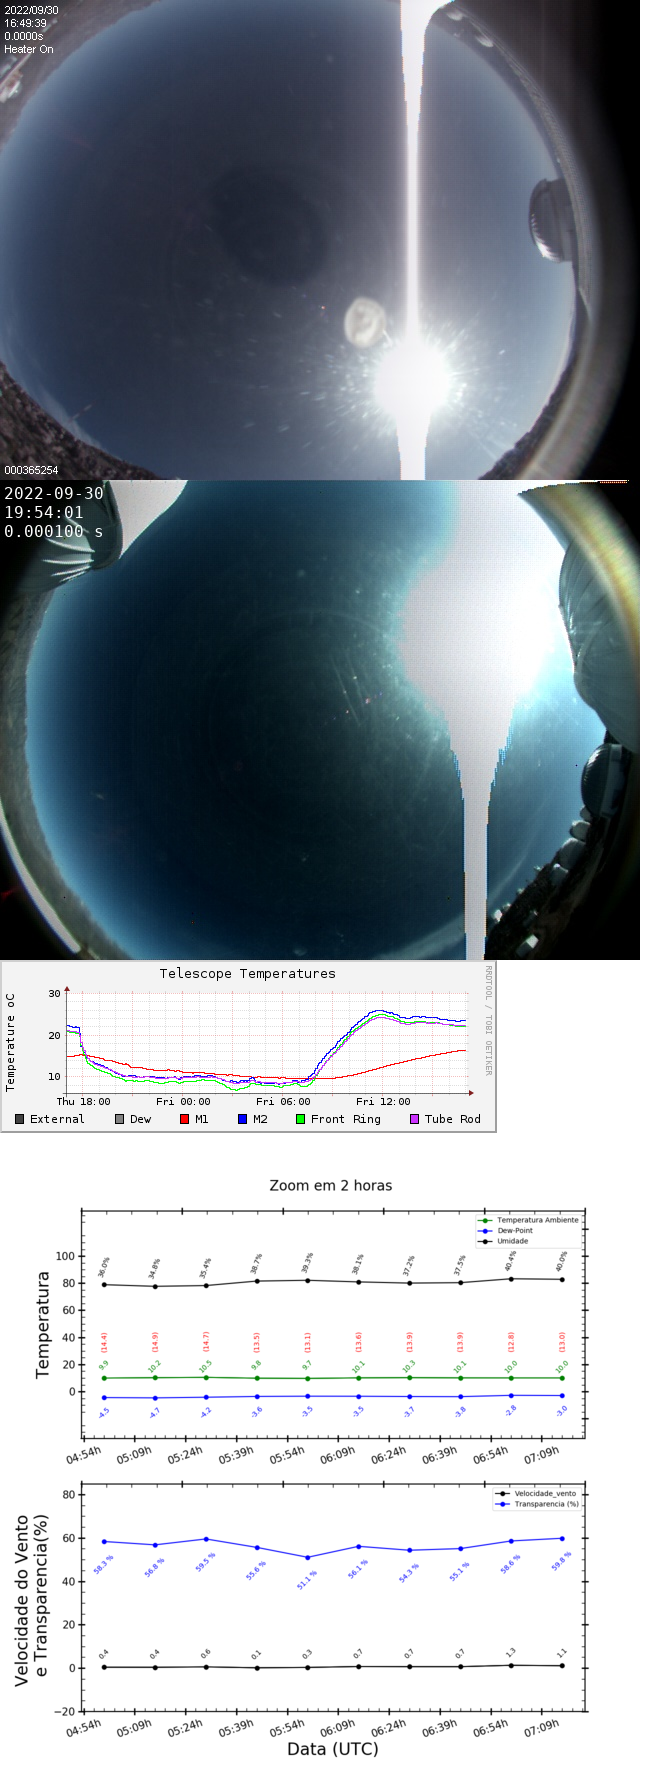 2022/09/30
16:49:39
0.0000s
Heater On
000365254
2022-09-30
19:54:01
0.000100 s
Telescope Temperatures
RRDTOOL / TOBI OETIKER
Temperature oC
30
20
10
Thu 18:00 Fri 00:00 Fri 06:00 Fri 12:00
External Dew M1 M2 Front Ring Tube Rod
Zoom em 2 horas
Temperatura Ambiente
Dew-Point
Umidade
Temperatura
100
80
60
40
20
0
36.0% 34.8% 35.4% 38.7% 39.3% 38.1% 37.2% 37.5% 40.4% 40.0%
(14.4) (14.9) (14.7) (13.5) (13.1) (13.6) (13.9) (13.9) (12.8) (13.0)
9.9 10.2 10.5 9.8 9.7 10.1 10.3 10.1 10.0 10.0
-4.5 -4.7 -4.2 -3.6 -3.5 -3.5 -3.7 -3.8 -2.8 -3.0
04:54h 05:09h 05:24h 05:39h 05:54h 06:09h 06:24h 06:39h 06:54h 07:09h
Velocidade_vento
Transparencia (%)
Velocidade do Vento
e Transparencia(%)
80
60
40
20
0
−20
58.3 % 56.8 % 59.5 % 55.6 % 51.1 % 56.1 % 54.3 % 55.1 % 58.6 % 59.8 %
0.4 0.4 0.6 0.1 0.3 0.7 0.7 0.7 1.3 1.1
04:54h 05:09h 05:24h 05:39h 05:54h 06:09h 06:24h 06:39h 06:54h 07:09h
Data (UTC)